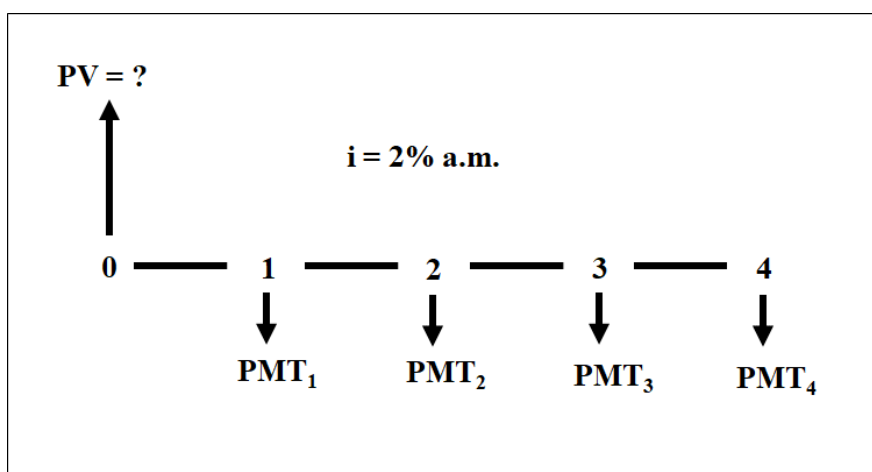 PV = ?
i = 2% a.m.
0 1 2 3 4
PMT₁ PMT₂ PMT₃ PMT₄